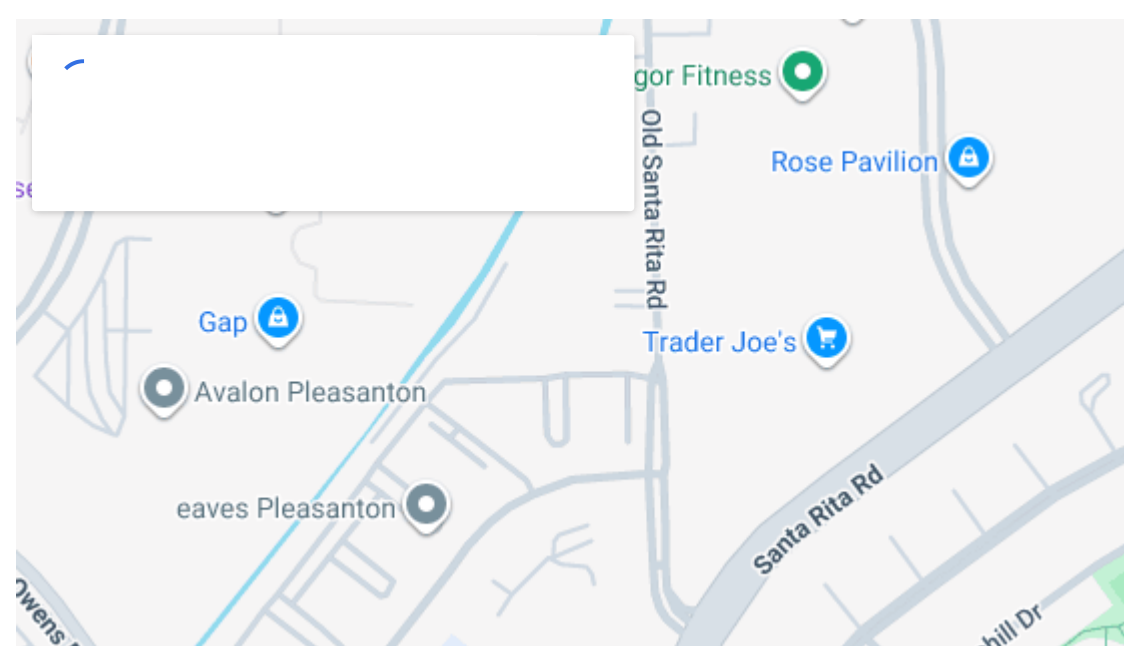 gor Fitness
Old Santa Rita Rd
Rose Pavilion
se
Gap
Trader Joe's
Avalon Pleasanton
eaves Pleasanton
Santa Rita Rd
Owens
hill Dr